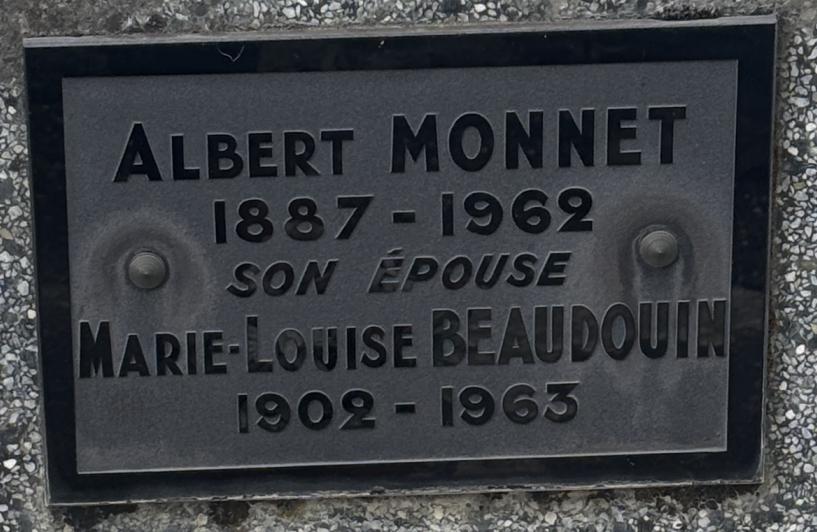 ALBERT MONNET
1887 - 1962
SON ÉPOUSE
MARIE-LOUISE BEAUDOUIN
1902 - 1963